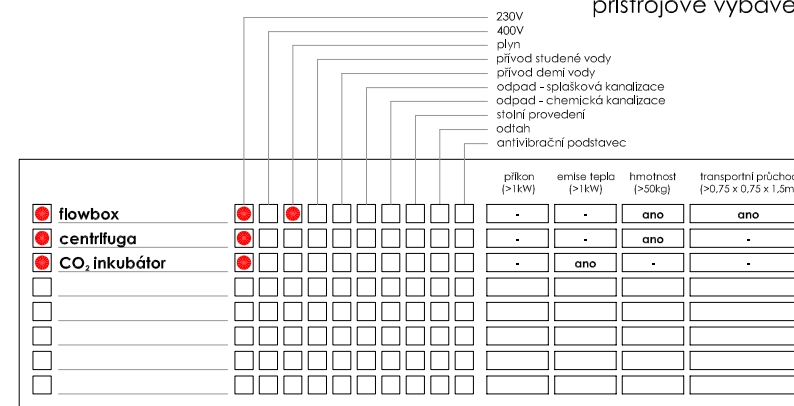 přístrojové vybave
230V
400V
plyn
přívod studené vody
přívod demi vody
odpad - splašková kanalizace
odpad - chemická kanalizace
stolní provedení
odtah
antivibrační podstavec
příkon emise tepla hmotnost transportní průchod
(>1kW) (>1kW) (>50kg) (>0,75 x 0,75 x 1,5m
flowbox - - ano ano
centrifuga - - ano -
CO₂ inkubátor - ano - -